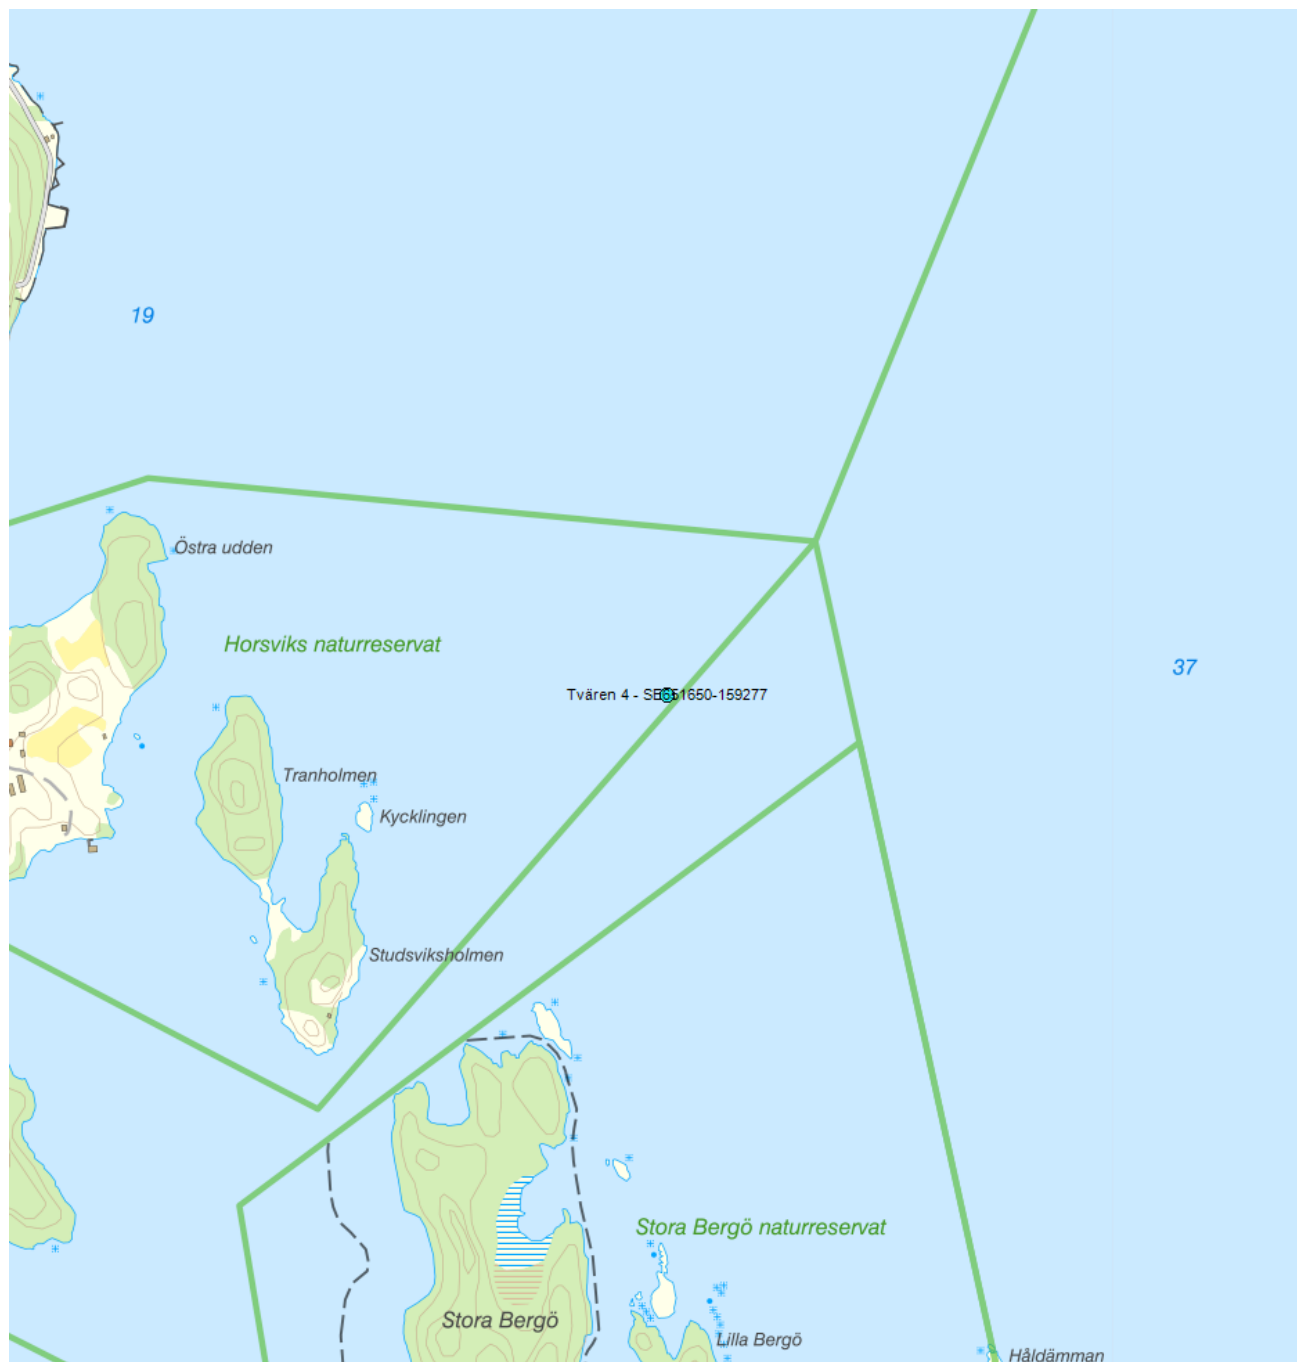 19
Östra udden
Horsviks naturreservat
37
Tvären 4 - SE651650-159277
Tranholmen
Kycklingen
Studsviksholmen
Stora Bergö naturreservat
Stora Bergö
Lilla Bergö
Håldämman